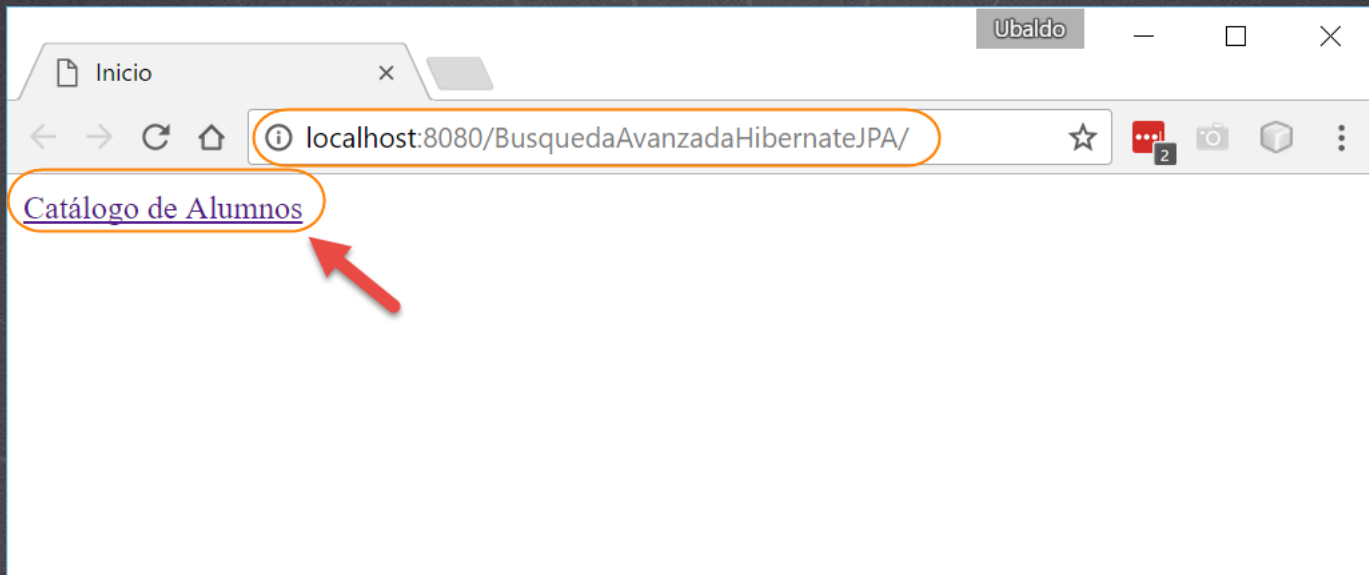 Ubaldo
Inicio
localhost:8080/BusquedaAvanzadaHibernateJPA/
2
Catálogo de Alumnos